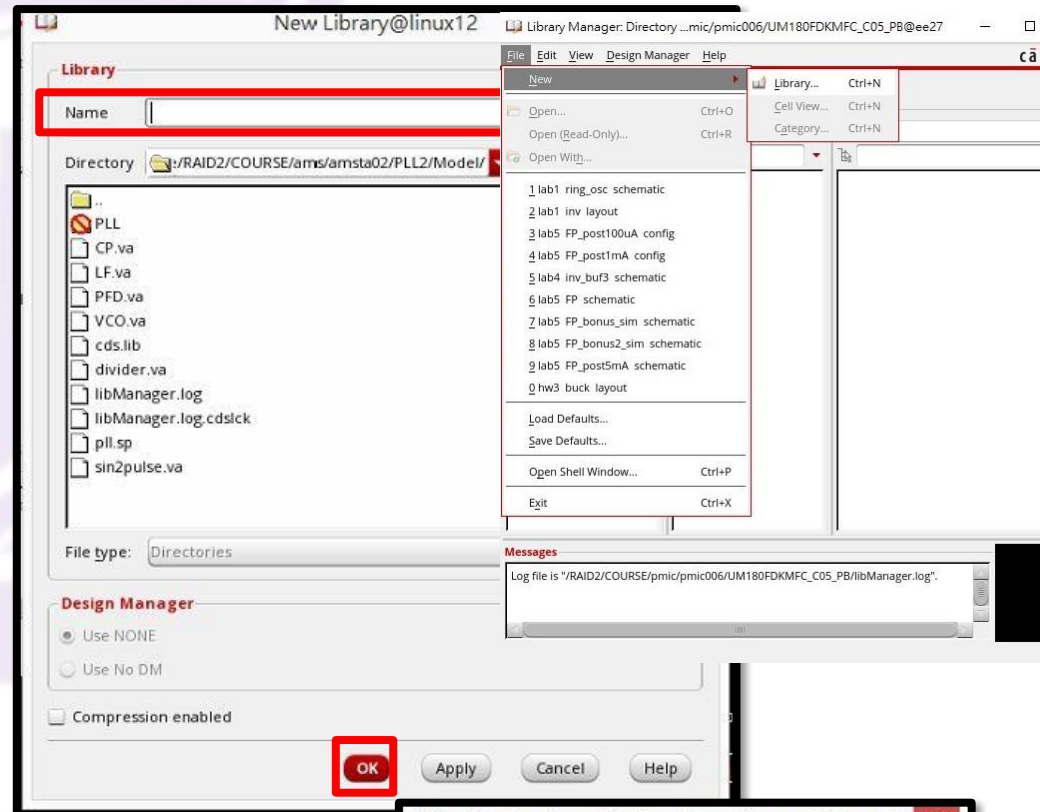 New Library@linux12
Library
Name
Directory :/RAID2/COURSE/ams/amsta02/PLL2/Model/
..
PLL
CP.va
LF.va
PFD.va
VCO.va
cds.lib
divider.va
libManager.log
libManager.log.cdslck
pll.sp
sin2pulse.va
File type: Directories
Design Manager
Use NONE
Use No DM
Compression enabled
OK Apply Cancel Help
Library Manager: Directory ...mic/pmic006/UM180FDKMFC_C05_PB@ee27
File Edit View Design Manager Help
cā
New
Library... Ctrl+N
Cell View... Ctrl+N
Category... Ctrl+N
Open... Ctrl+O
Open (Read-Only)... Ctrl+R
Open With...
1 lab1 ring_osc schematic
2 lab1 inv layout
3 lab5 FP_post100uA config
4 lab5 FP_post1mA config
5 lab4 inv_buf3 schematic
6 lab5 FP schematic
7 lab5 FP_bonus_sim schematic
8 lab5 FP_bonus2_sim schematic
9 lab5 FP_post5mA schematic
0 hw3 buck layout
Load Defaults...
Save Defaults...
Open Shell Window... Ctrl+P
Exit Ctrl+X
Messages
Log file is "/RAID2/COURSE/pmic/pmic006/UM180FDKMFC_C05_PB/libManager.log".